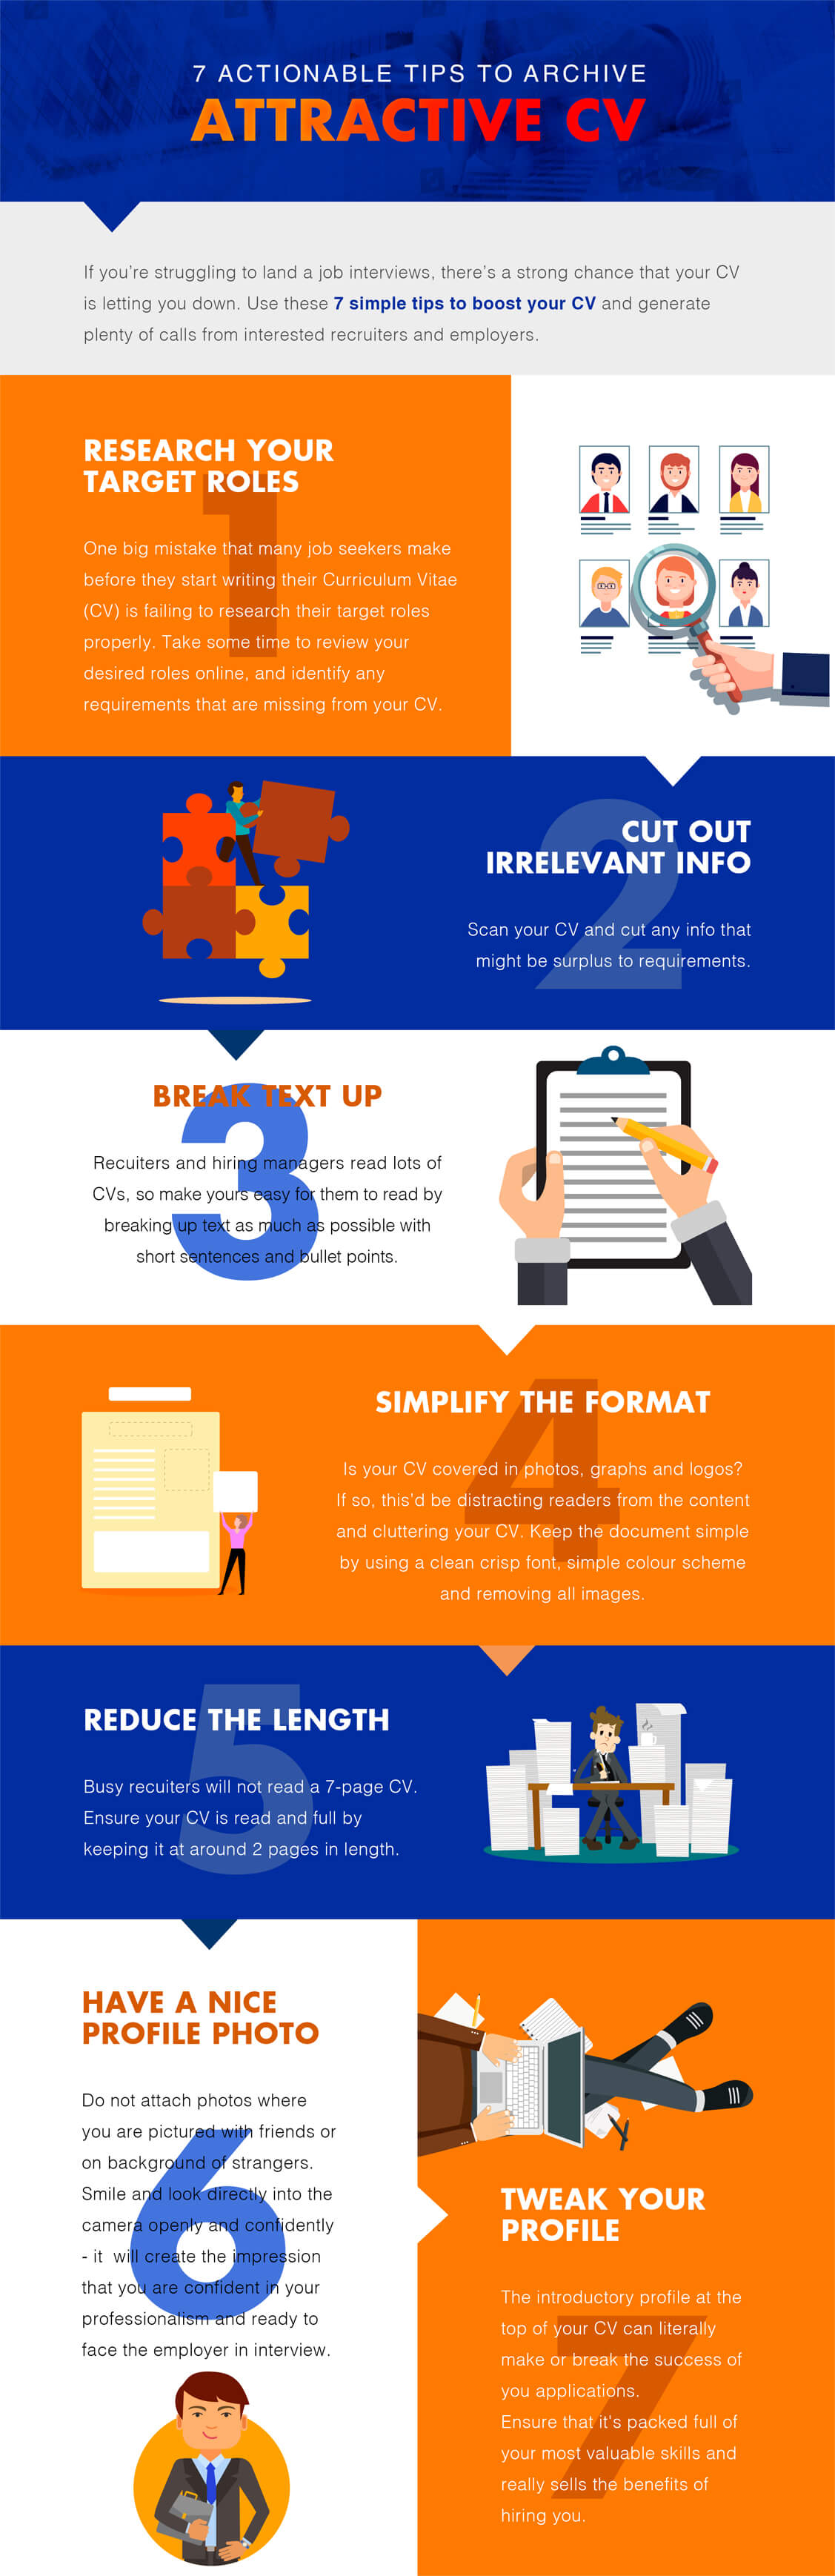 7 ACTIONABLE TIPS TO ARCHIVE
ATTRACTIVE CV
If you're struggling to land a job interviews, there's a strong chance that your CV
is letting you down. Use these 7 simple tips to boost your CV and generate
plenty of calls from interested recruiters and employers.
1
RESEARCH YOUR
TARGET ROLES
One big mistake that many job seekers make
before they start writing their Curriculum Vitae
(CV) is failing to research their target roles
properly. Take some time to review your
desired roles online, and identify any
requirements that are missing from your CV.
2
CUT OUT
IRRELEVANT INFO
Scan your CV and cut any info that
might be surplus to requirements.
3
BREAK TEXT UP
Recuiters and hiring managers read lots of
CVs, so make yours easy for them to read by
breaking up text as much as possible with
short sentences and bullet points.
4
SIMPLIFY THE FORMAT
Is your CV covered in photos, graphs and logos?
If so, this'd be distracting readers from the content
and cluttering your CV. Keep the document simple
by using a clean crisp font, simple colour scheme
and removing all images.
5
REDUCE THE LENGTH
Busy recuiters will not read a 7-page CV.
Ensure your CV is read and full by
keeping it at around 2 pages in length.
6
HAVE A NICE
PROFILE PHOTO
Do not attach photos where
you are pictured with friends or
on background of strangers.
Smile and look directly into the
camera openly and confidently
- it will create the impression
that you are confident in your
professionalism and ready to
face the employer in interview.
7
TWEAK YOUR
PROFILE
The introductory profile at the
top of your CV can literally
make or break the success of
you applications.
Ensure that it's packed full of
your most valuable skills and
really sells the benefits of
hiring you.